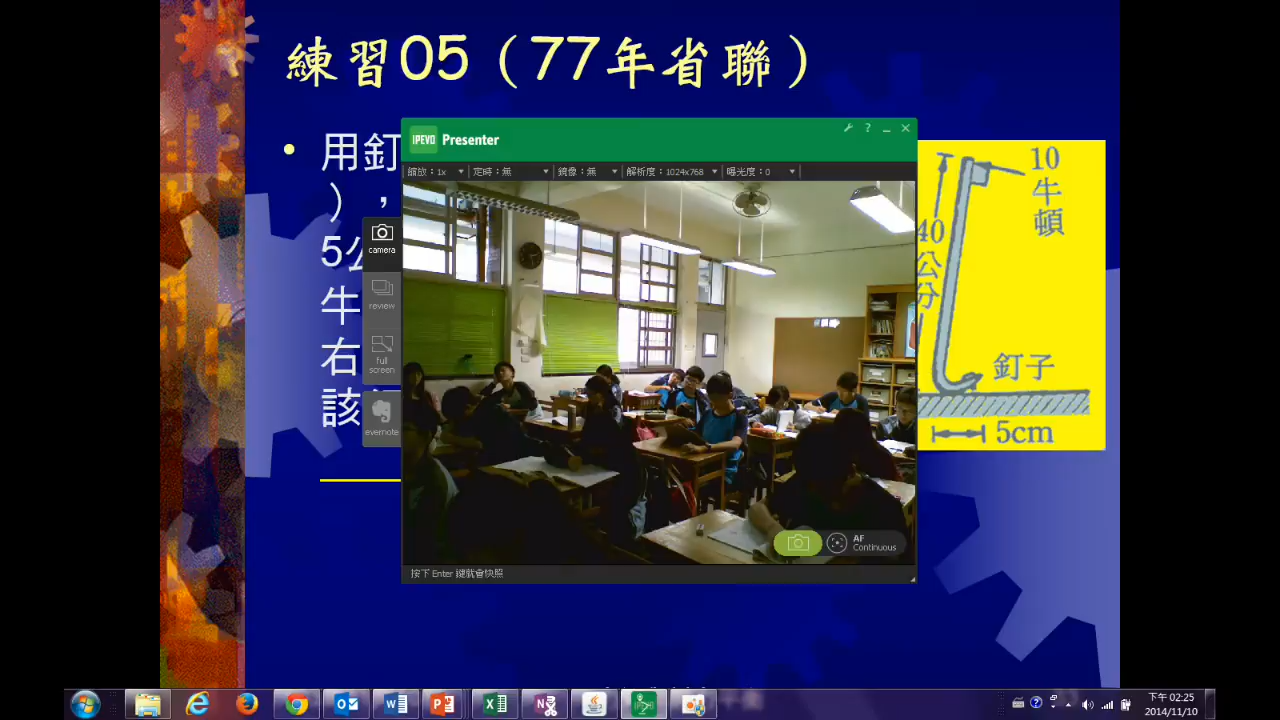 練習05（77年省聯）
用釘
），
5公
牛
右
該
IPEVO Presenter
縮放：1x
定時：無
鏡像：無
解析度：1024x768
曝光度：0
camera
review
full
screen
evernote
AF
Continuous
按下 Enter 鍵就會快照
10
牛
頓
40
公
分
釘子
5cm
下午 02:25
2014/11/10